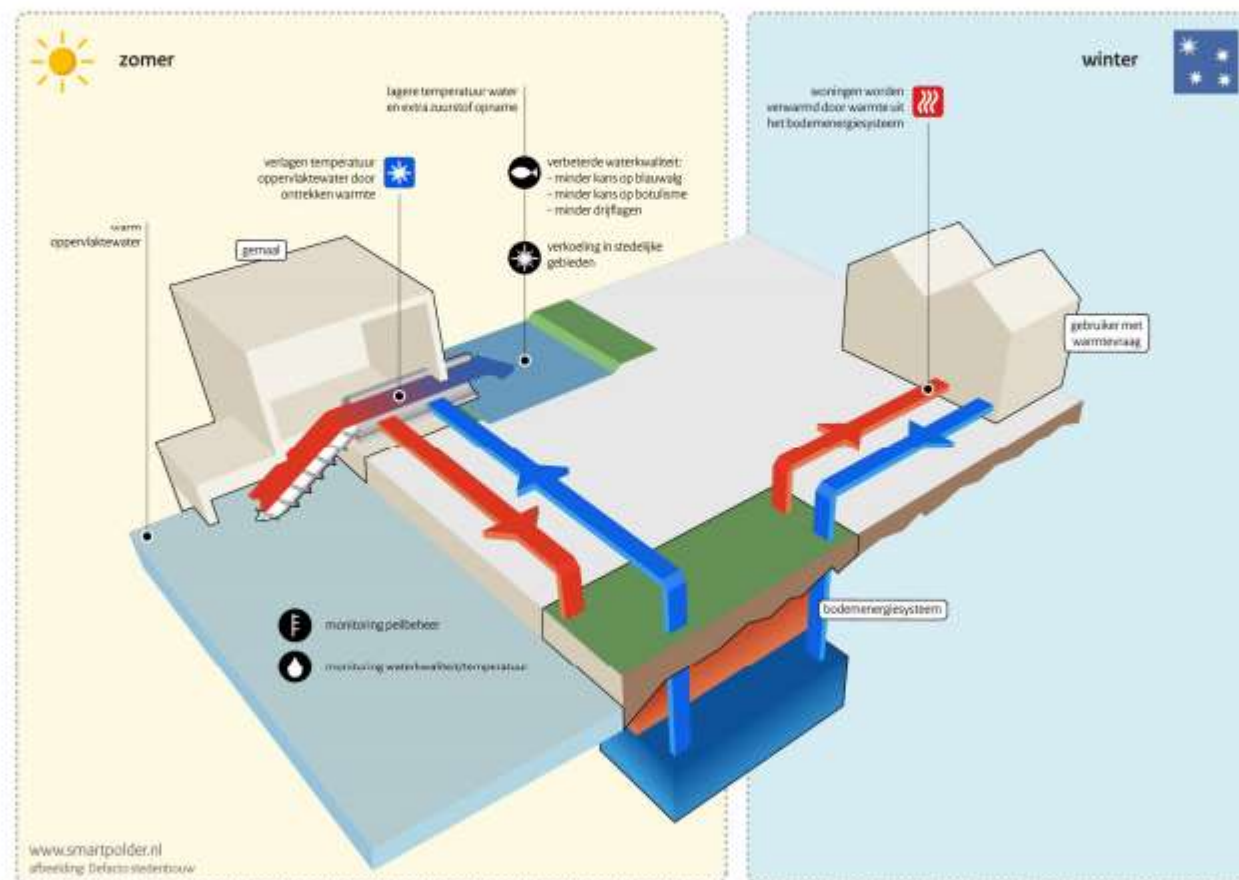 zomer
winter
lagere temperatuur water
en extra zuurstof opname
woningen worden
verwarmd door warmte uit
het bodemenergiesysteem
verlagen temperatuur
oppervlaktewater door
ontrekken warmte
verbeterde waterkwaliteit:
- minder kans op blauwalg
- minder kans op botulisme
- minder drijflagen
warm
oppervlaktewater
gemaal
verkoeling in stedelijke
gebieden
gebruiker met
warmtevraag
bodemenergiesysteem
monitoring peilbeheer
monitoring waterkwaliteit/temperatuur
www.smartpolder.nl
afbeelding: Defacto stedenbouw